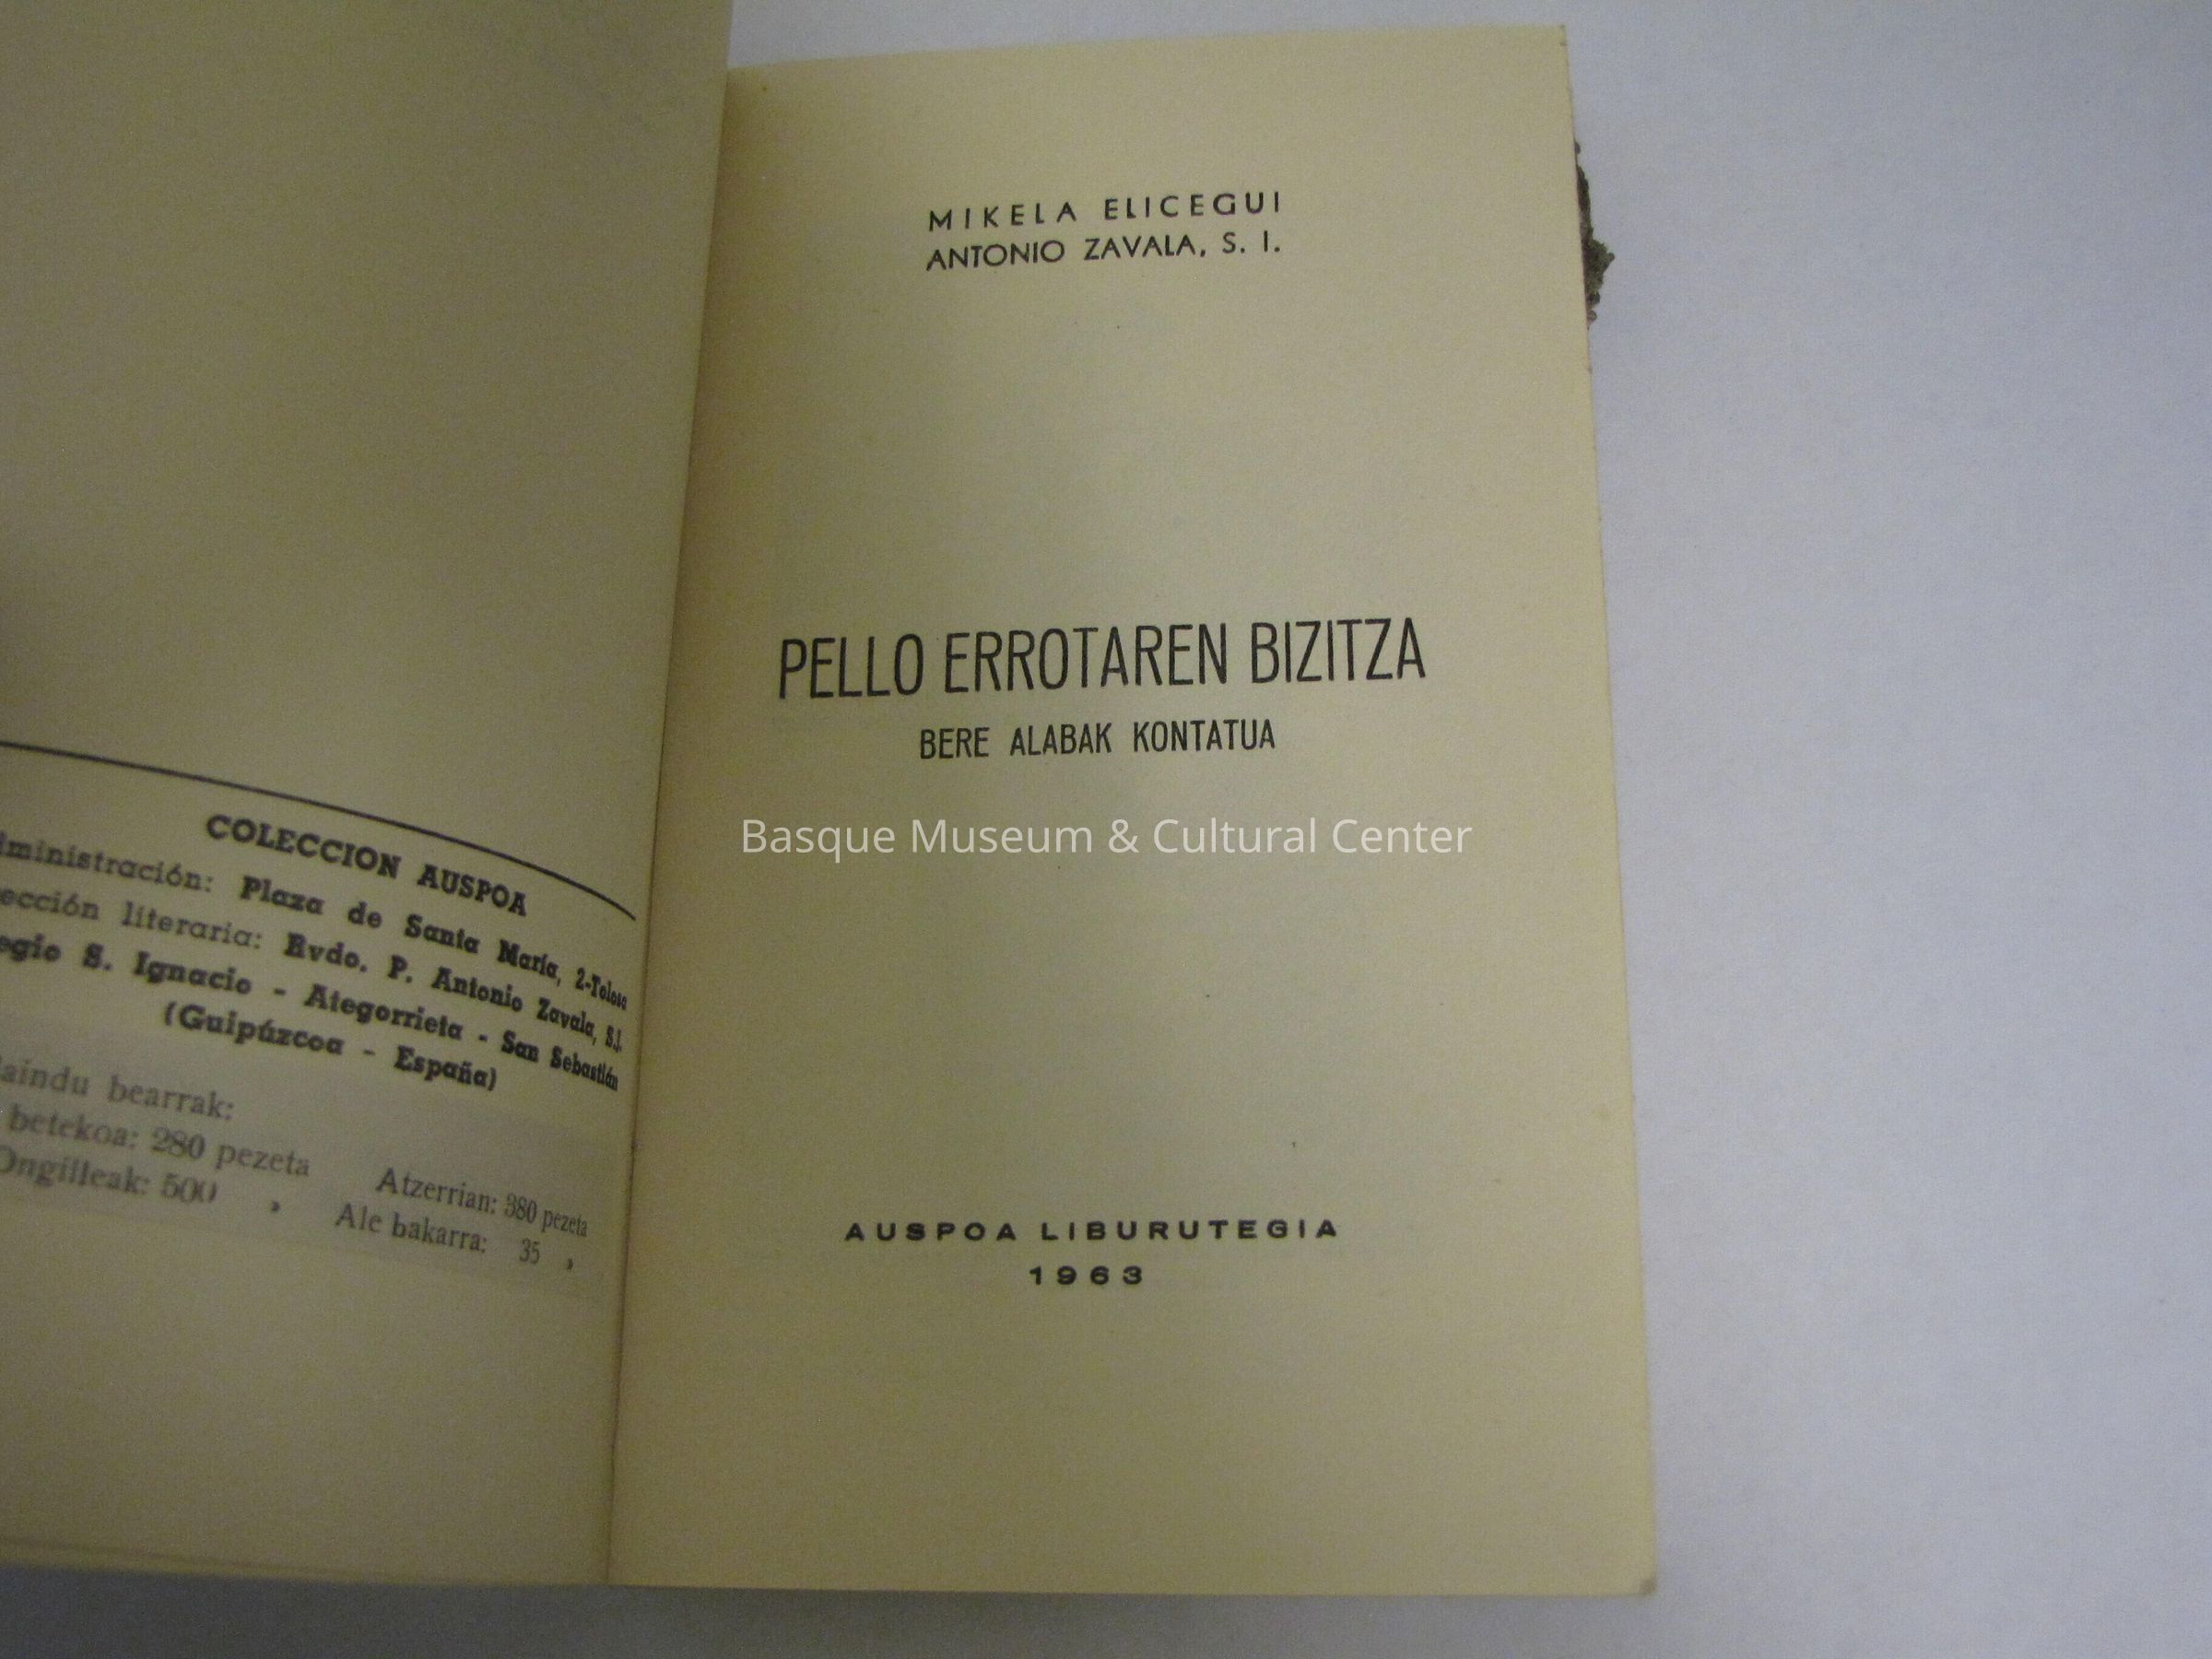 COLECCION AUSPOA
Plaza de Santa María, 2-Tolosa
literaria: Rvdo. P. Antonio Zavala, S.J.
S. Ignacio - Ategorrieta - San Sebastián
(Guipúzcoa - España)
bearrak:
betekoa: 280 pezeta Atzerrian: 380 pezeta
Ongilleak: 500 » Ale bakarra: 35 »
MIKELA ELICEGUI
ANTONIO ZAVALA, S. I.
PELLO ERROTAREN BIZITZA
BERE ALABAK KONTATUA
Basque Museum & Cultural Center
AUSPOA LIBURUTEGIA
1963